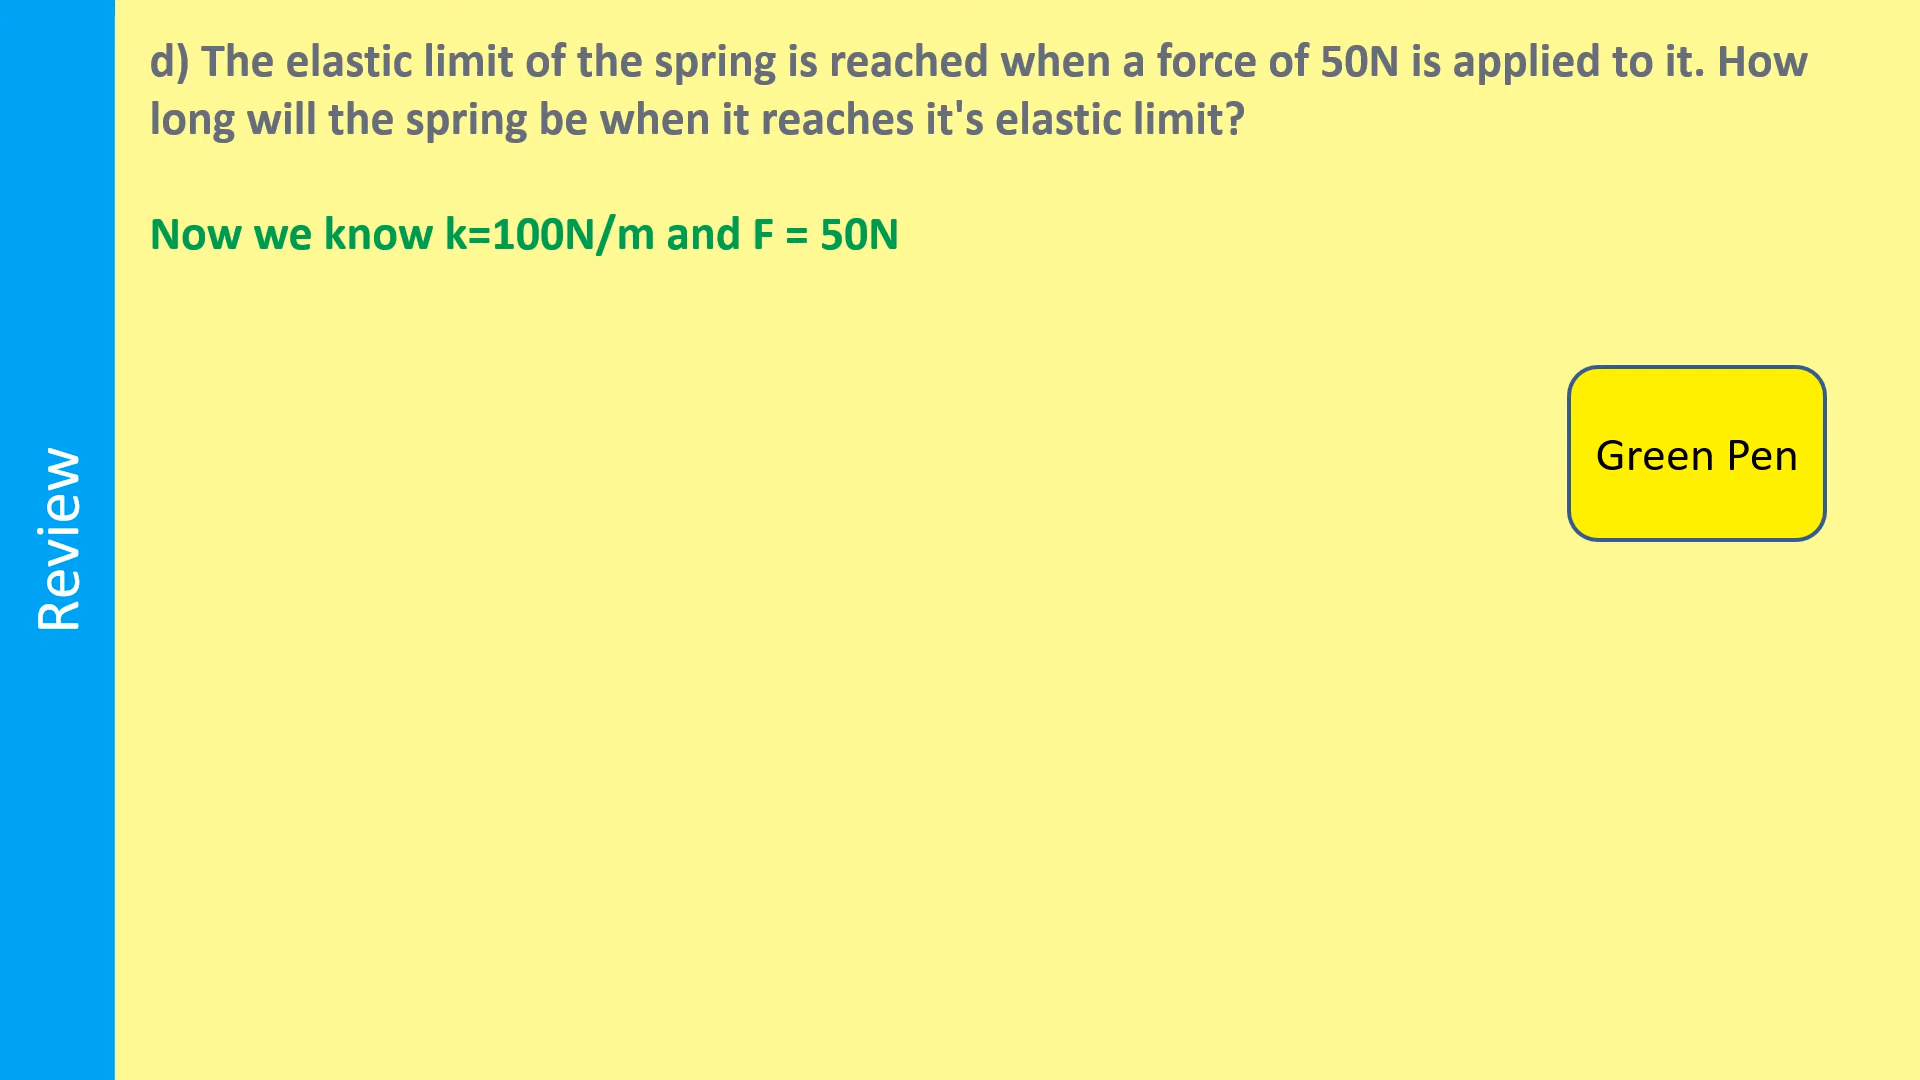 d) The elastic limit of the spring is reached when a force of 50N is applied to it. How
long will the spring be when it reaches it's elastic limit?
Now we know k=100N/m and F = 50N
Green Pen
Review